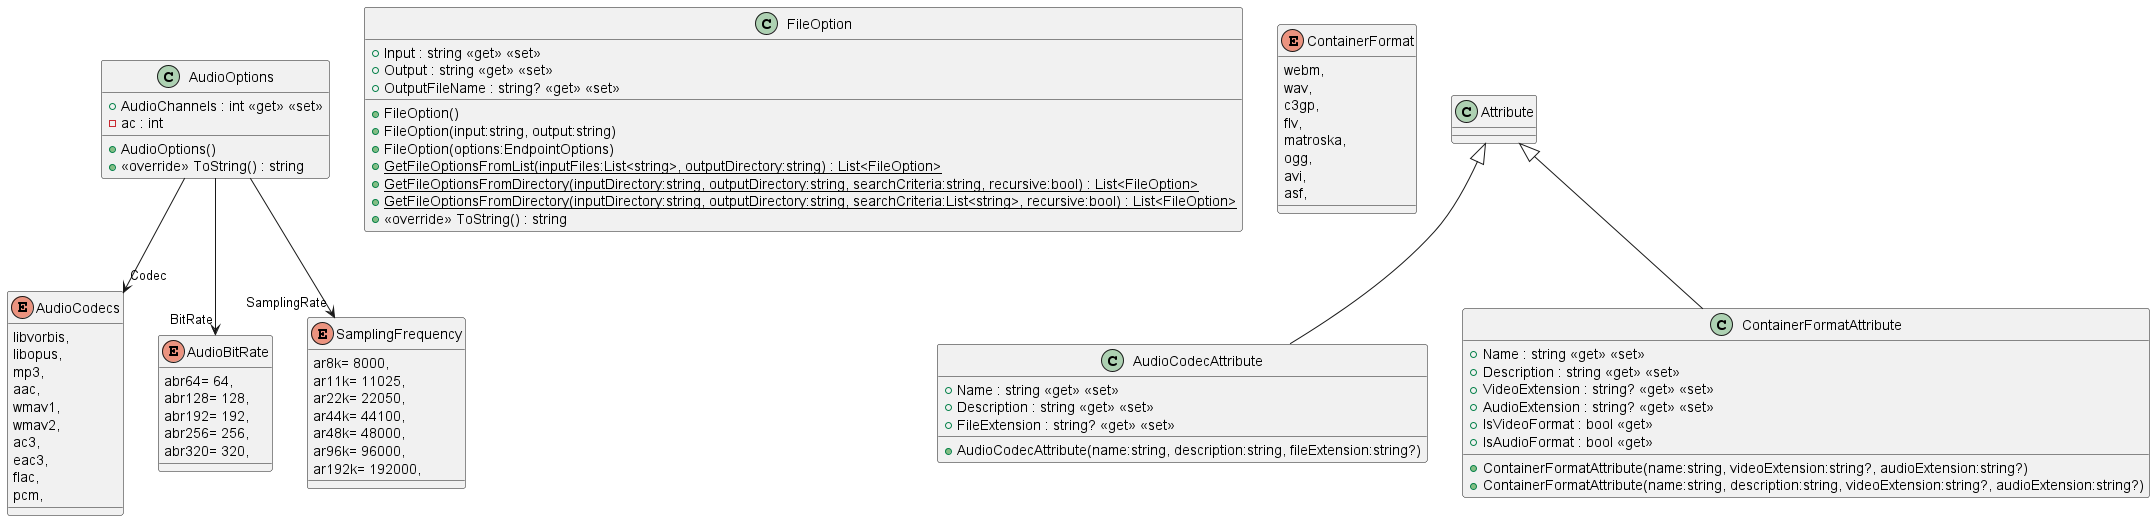 C AudioOptions
AudioChannels : int «get» «set»
ac : int
AudioOptions()
«override» ToString() : string
C FileOption
Input : string «get» «set»
Output : string «get» «set»
OutputFileName : string? «get» «set»
FileOption()
FileOption(input:string, output:string)
FileOption(options:EndpointOptions)
GetFileOptionsFromList(inputFiles:List<string>, outputDirectory:string) : List<FileOption>
GetFileOptionsFromDirectory(inputDirectory:string, outputDirectory:string, searchCriteria:string, recursive:bool) : List<FileOption>
GetFileOptionsFromDirectory(inputDirectory:string, outputDirectory:string, searchCriteria:List<string>, recursive:bool) : List<FileOption>
«override» ToString() : string
E ContainerFormat
webm,
wav,
c3gp,
flv,
matroska,
ogg,
avi,
asf,
C Attribute
Codec
BitRate
SamplingRate
E AudioCodecs
libvorbis,
libopus,
mp3,
aac,
wmav1,
wmav2,
ac3,
eac3,
flac,
pcm,
E AudioBitRate
abr64= 64,
abr128= 128,
abr192= 192,
abr256= 256,
abr320= 320,
E SamplingFrequency
ar8k= 8000,
ar11k= 11025,
ar22k= 22050,
ar44k= 44100,
ar48k= 48000,
ar96k= 96000,
ar192k= 192000,
C AudioCodecAttribute
Name : string «get» «set»
Description : string «get» «set»
FileExtension : string? «get» «set»
AudioCodecAttribute(name:string, description:string, fileExtension:string?)
C ContainerFormatAttribute
Name : string «get» «set»
Description : string «get» «set»
VideoExtension : string? «get» «set»
AudioExtension : string? «get» «set»
IsVideoFormat : bool «get»
IsAudioFormat : bool «get»
ContainerFormatAttribute(name:string, videoExtension:string?, audioExtension:string?)
ContainerFormatAttribute(name:string, description:string, videoExtension:string?, audioExtension:string?)